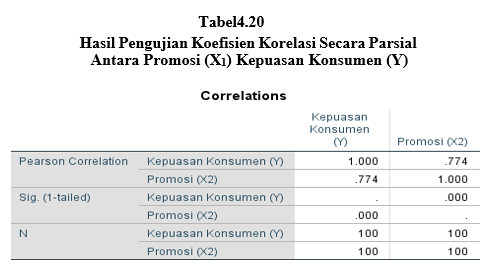 Tabel4.20
Hasil Pengujian Koefisien Korelasi Secara Parsial
Antara Promosi (X₁) Kepuasan Konsumen (Y)
Correlations
Kepuasan
Konsumen
(Y) Promosi (X2)
Pearson Correlation Kepuasan Konsumen (Y) 1.000 .774
Promosi (X2) .774 1.000
Sig. (1-tailed) Kepuasan Konsumen (Y) . .000
Promosi (X2) .000 .
N Kepuasan Konsumen (Y) 100 100
Promosi (X2) 100 100